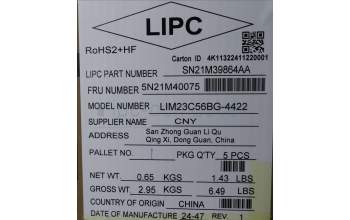 LIPC
RoHS2+HF
Carton ID 4K11322411220001
LIPC PART NUMBER SN21M39864AA
FRU NUMBER 5N21M40075
MODEL NUMBER LIM23C56BG-4422
SUPPLIER NAME CNY
ADDRESS San Zhong Guan Li Qu
Qing Xi, Dong Guan, China
PALLET NO. 1 PKG Q'TY 5 PCS
NET WT. 0.65 KGS 1.43 LBS
GROSS WT. 2.95 KGS 6.49 LBS
COUNTRY OF ORIGIN CHINA
DATE OF MANUFACTURE 24-47 REV. 1